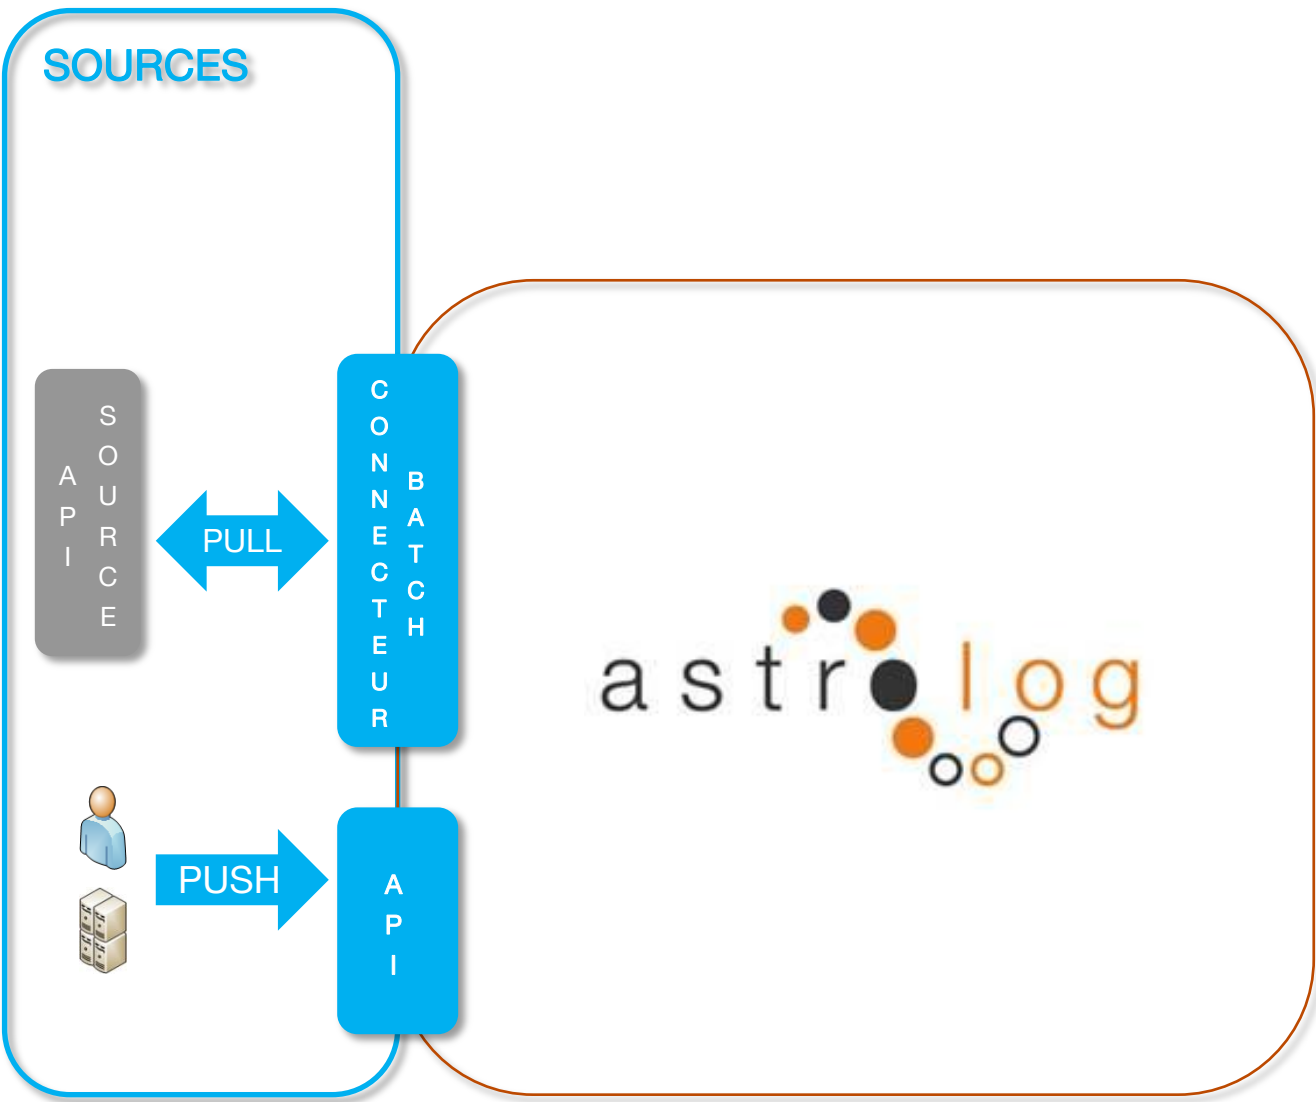 SOURCES
API
SOURCE
PULL
CONNECTEUR
BATCH
astrolog
PUSH
API